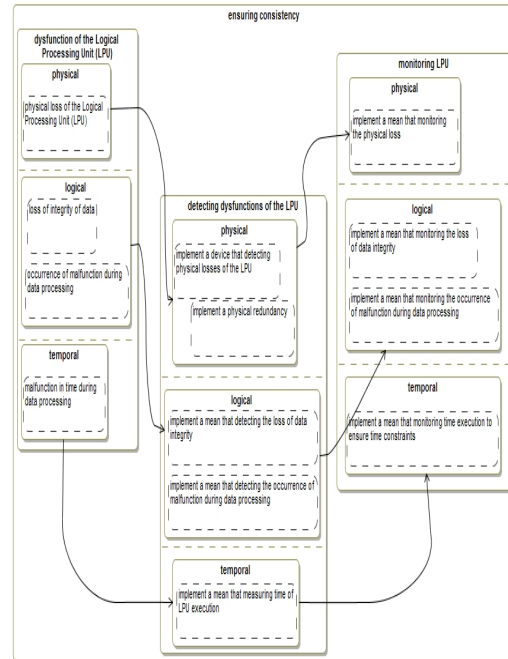 ensuring consistency
dysfunction of the Logical
Processing Unit (LPU)
physical
physical loss of the Logical
Processing Unit (LPU)
logical
loss of integrity of data
occurrence of malfunction during
data processing
temporal
malfunction in time during
data processing
detecting dysfunctions of the LPU
physical
implement a device that detecting
physical losses of the LPU
implement a physical redundancy
logical
implement a mean that detecting the loss of data
integrity
implement a mean that detecting the occurrence of
malfunction during data processing
temporal
implement a mean that measuring time of
LPU execution
monitoring LPU
physical
implement a mean that monitoring
the physical loss
logical
implement a mean that monitoring the loss
of data integrity
implement a mean that monitoring the occurrence
of malfunction during data processing
temporal
implement a mean that monitoring time execution to
ensure time constraints